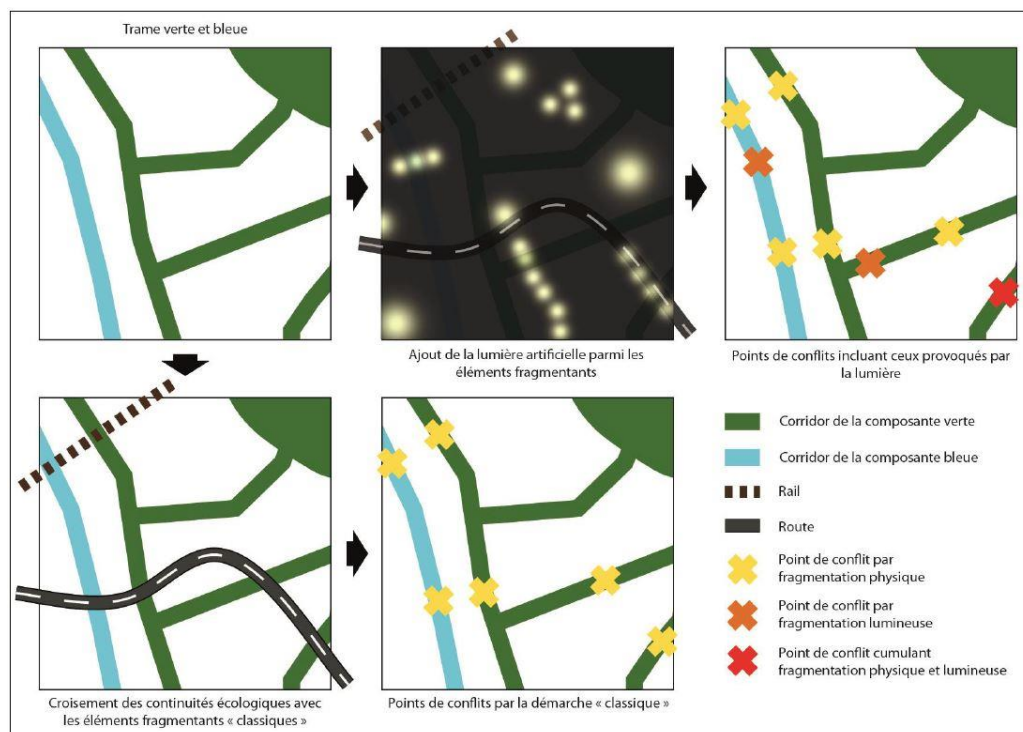 Trame verte et bleue
Ajout de la lumière artificielle parmi les
éléments fragmentants
Points de conflits incluant ceux provoqués par
la lumière
Croisement des continuités écologiques avec
les éléments fragmentants « classiques »
Points de conflits par la démarche « classique »
Corridor de la composante verte
Corridor de la composante bleue
Rail
Route
Point de conflit par
fragmentation physique
Point de conflit par
fragmentation lumineuse
Point de conflit cumulant
fragmentation physique et lumineuse